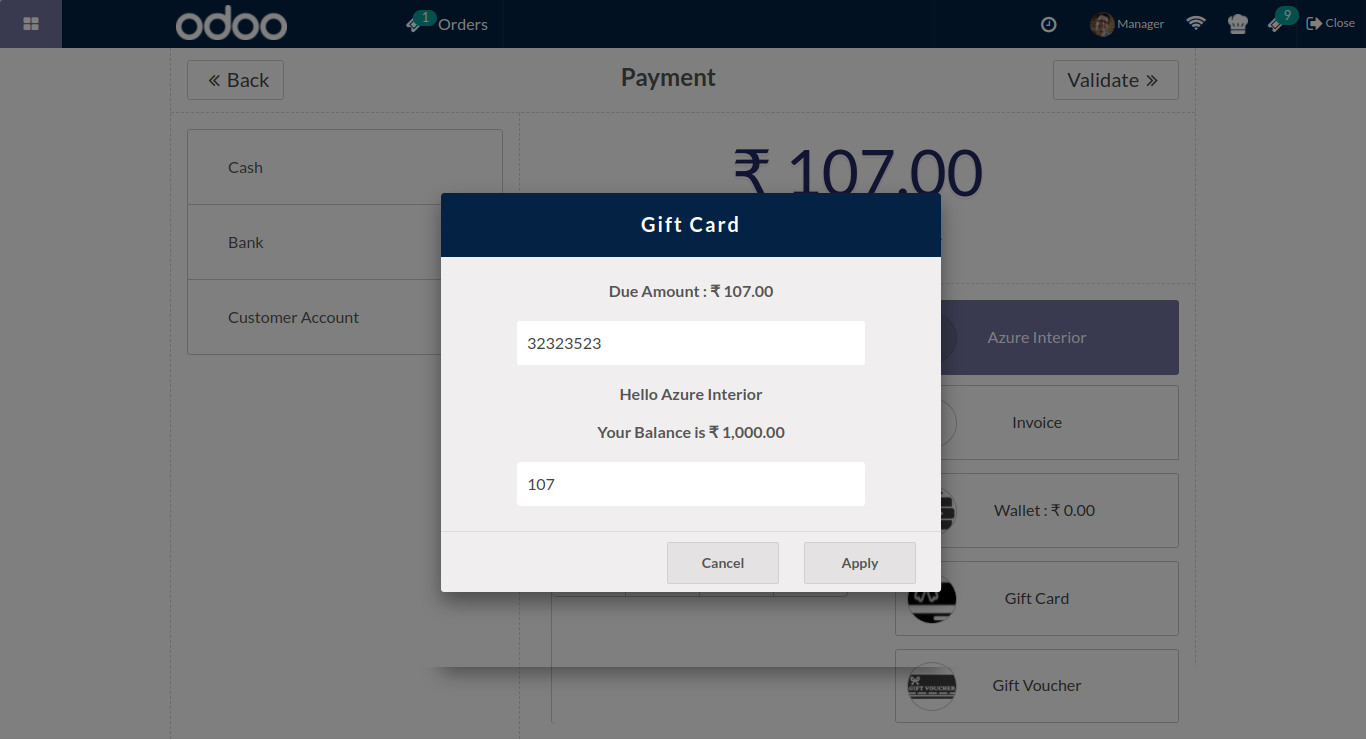 odoo
1
Orders
Manager
9
Close
Back
Payment
Validate
Cash
₹ 107.00
Bank
Customer Account
Gift Card
Due Amount : ₹ 107.00
32323523
Hello Azure Interior
Your Balance is ₹ 1,000.00
107
Cancel
Apply
Azure Interior
Invoice
Wallet : ₹ 0.00
Gift Card
GIFT VOUCHER
Gift Voucher